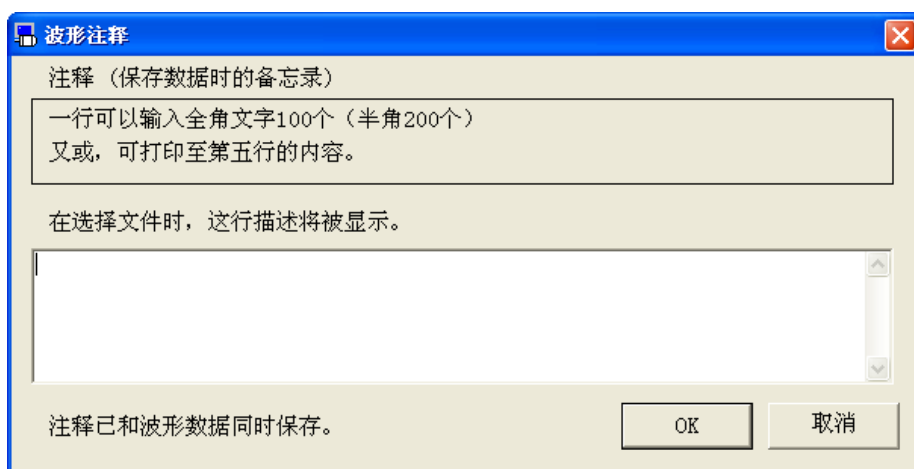 波形注释
注释 (保存数据时的备忘录)
一行可以输入全角文字100个（半角200个）
又或，可打印至第五行的内容。
在选择文件时，这行描述将被显示。
注释已和波形数据同时保存。
OK
取消